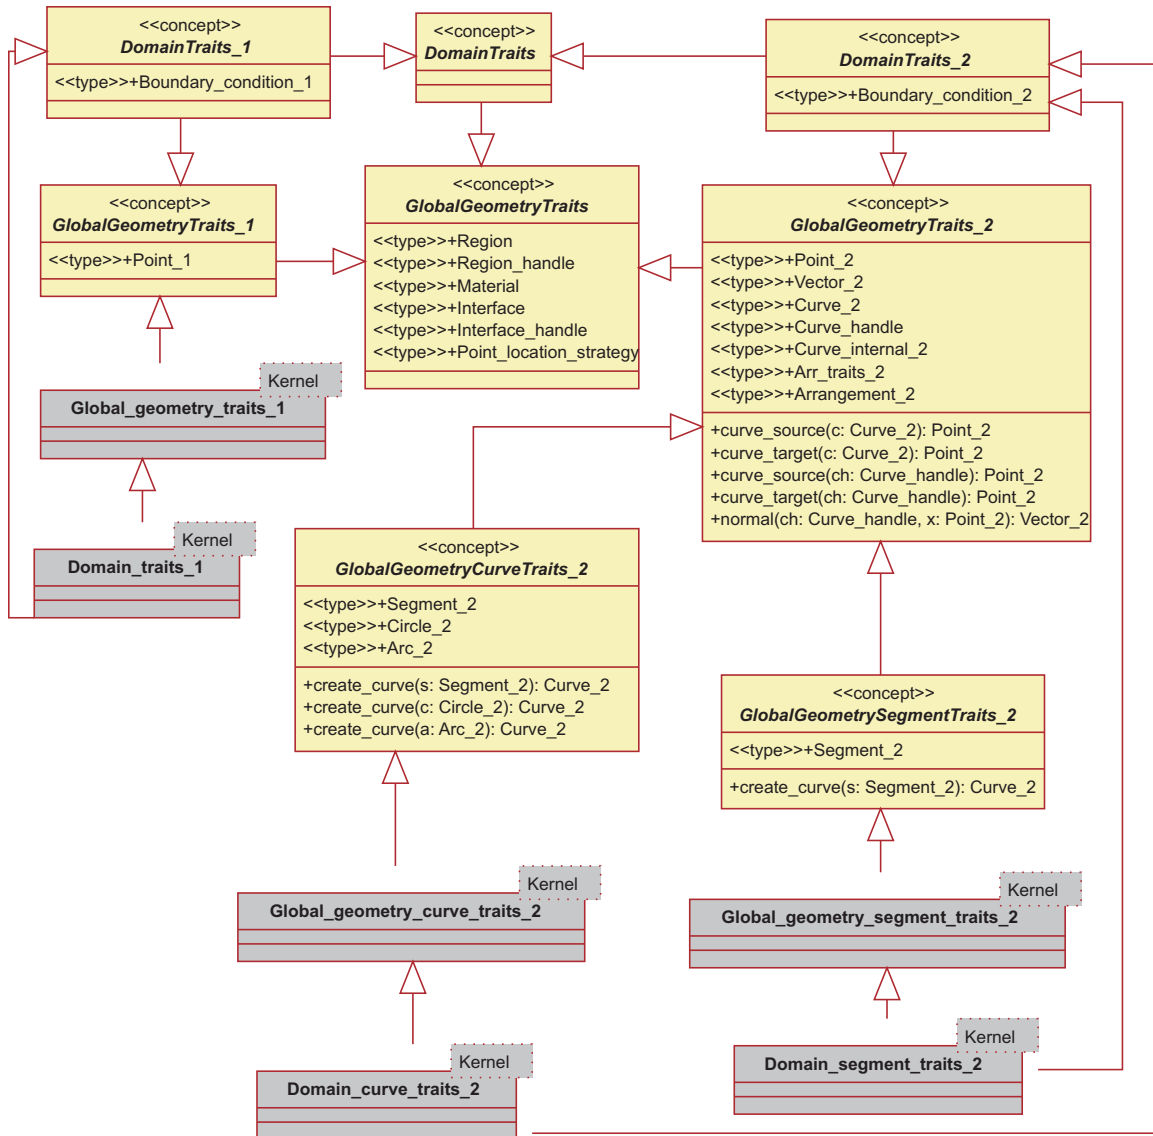 <<concept>>
DomainTraits_1
<<type>>+Boundary_condition_1
<<concept>>
DomainTraits
<<concept>>
DomainTraits_2
<<type>>+Boundary_condition_2
<<concept>>
GlobalGeometryTraits_1
<<type>>+Point_1
<<concept>>
GlobalGeometryTraits
<<type>>+Region
<<type>>+Region_handle
<<type>>+Material
<<type>>+Interface
<<type>>+Interface_handle
<<type>>+Point_location_strategy
<<concept>>
GlobalGeometryTraits_2
<<type>>+Point_2
<<type>>+Vector_2
<<type>>+Curve_2
<<type>>+Curve_handle
<<type>>+Curve_internal_2
<<type>>+Arr_traits_2
<<type>>+Arrangement_2
+curve_source(c: Curve_2): Point_2
+curve_target(c: Curve_2): Point_2
+curve_source(ch: Curve_handle): Point_2
+curve_target(ch: Curve_handle): Point_2
+normal(ch: Curve_handle, x: Point_2): Vector_2
Kernel
Global_geometry_traits_1
Kernel
Domain_traits_1
<<concept>>
GlobalGeometryCurveTraits_2
<<type>>+Segment_2
<<type>>+Circle_2
<<type>>+Arc_2
+create_curve(s: Segment_2): Curve_2
+create_curve(c: Circle_2): Curve_2
+create_curve(a: Arc_2): Curve_2
<<concept>>
GlobalGeometrySegmentTraits_2
<<type>>+Segment_2
+create_curve(s: Segment_2): Curve_2
Kernel
Global_geometry_curve_traits_2
Kernel
Global_geometry_segment_traits_2
Kernel
Domain_curve_traits_2
Kernel
Domain_segment_traits_2